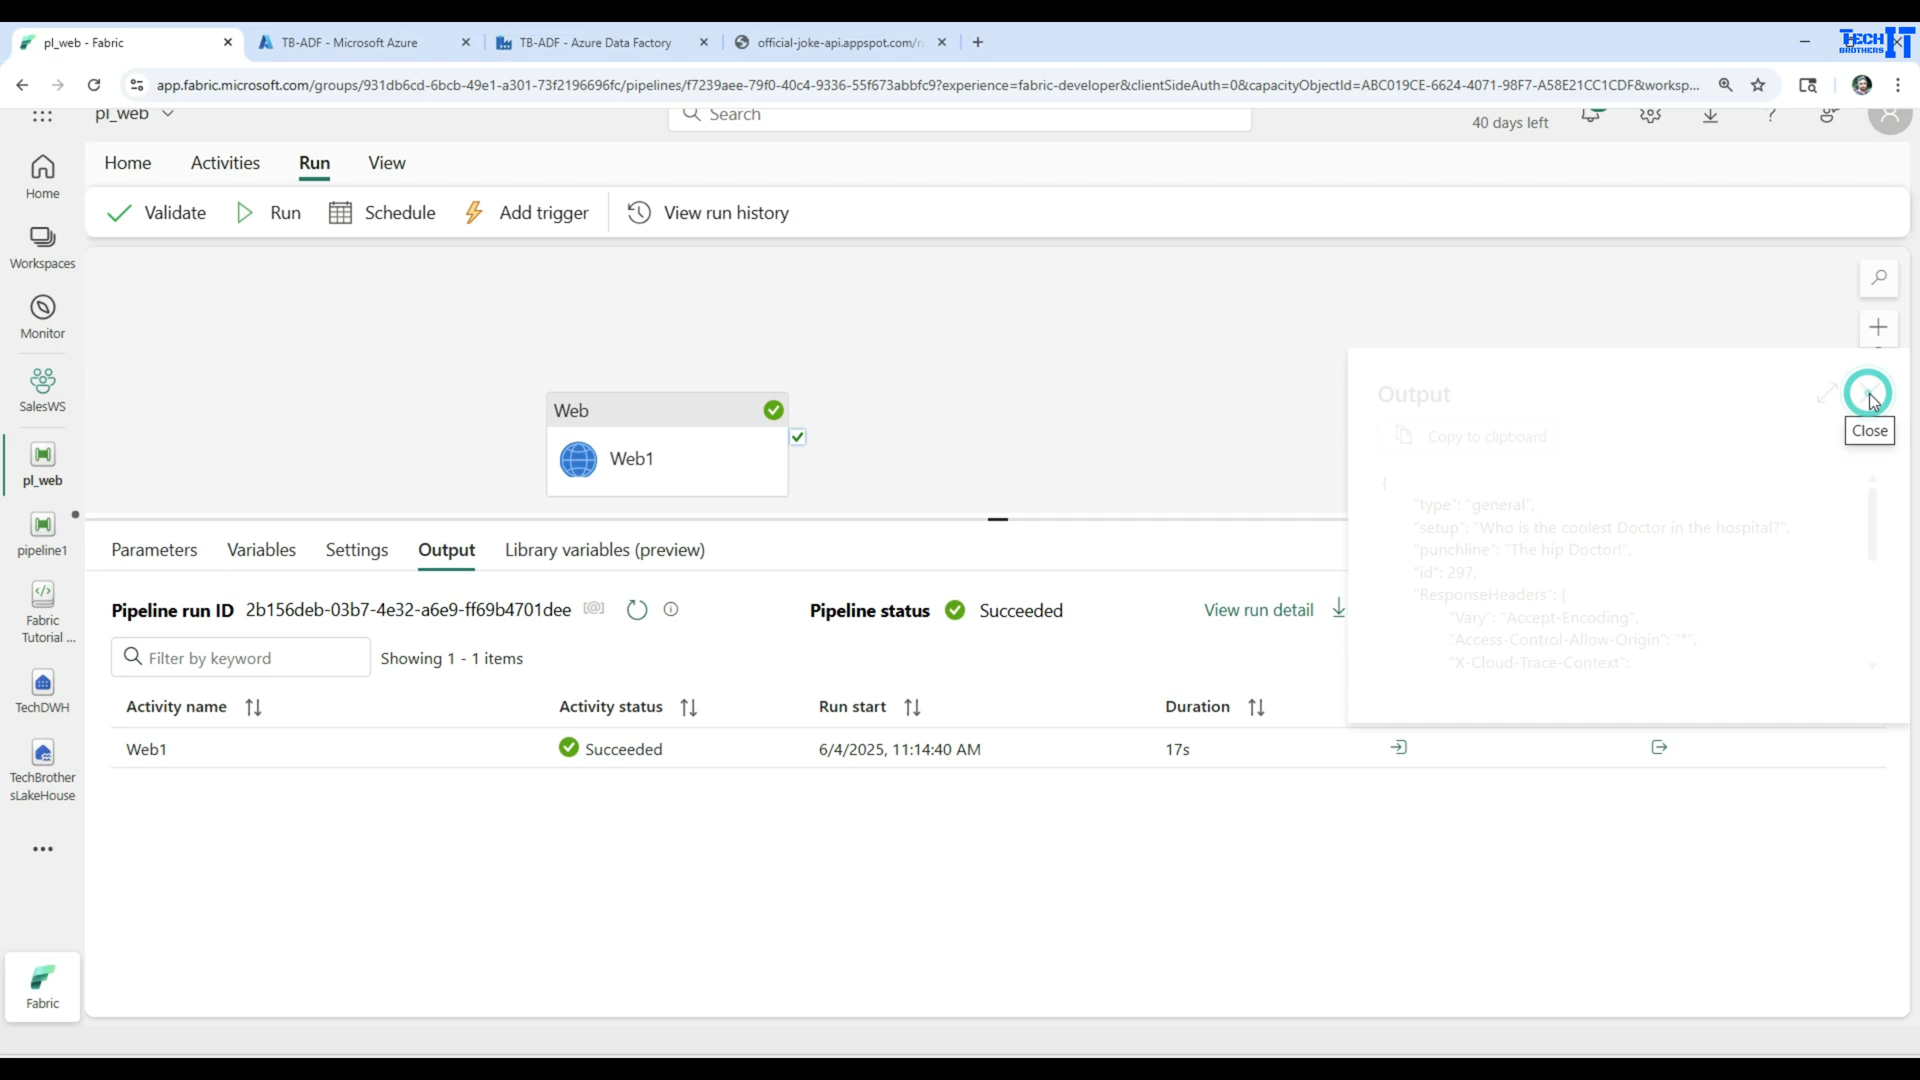 pl_web - Fabric
TB-ADF - Microsoft Azure
TB-ADF - Azure Data Factory
official-joke-api.appspot.com/r
TECH
BROTHERS
IT
app.fabric.microsoft.com/groups/931db6cd-6bcb-49e1-a301-73f2196696fc/pipelines/f7239aee-79f0-40c4-9336-55f673abbfc9?experience=fabric-developer&clientSideAuth=0&capacityObjectId=ABC019CE-6624-4071-98F7-A58E21CC1CDF&worksp...
pl_web
Search
40 days left
Home
Activities
Run
View
Validate
Run
Schedule
Add trigger
View run history
Home
Workspaces
Monitor
SalesWS
pl_web
pipeline1
Fabric
Tutorial ...
TechDWH
TechBrother
sLakeHouse
Fabric
Web
Web1
Output
Close
Copy to clipboard
{
"type": "general",
"setup": "Who is the coolest Doctor in the hospital?",
"punchline": "The hip Doctor!",
"id": 297,
"ResponseHeaders": {
"Vary": "Accept-Encoding",
"Access-Control-Allow-Origin": "*",
"X-Cloud-Trace-Context":
Parameters
Variables
Settings
Output
Library variables (preview)
Pipeline run ID 2b156deb-03b7-4e32-a6e9-ff69b4701dee
Pipeline status Succeeded
View run detail
Filter by keyword
Showing 1 - 1 items
Activity name
Activity status
Run start
Duration
Web1
Succeeded
6/4/2025, 11:14:40 AM
17s